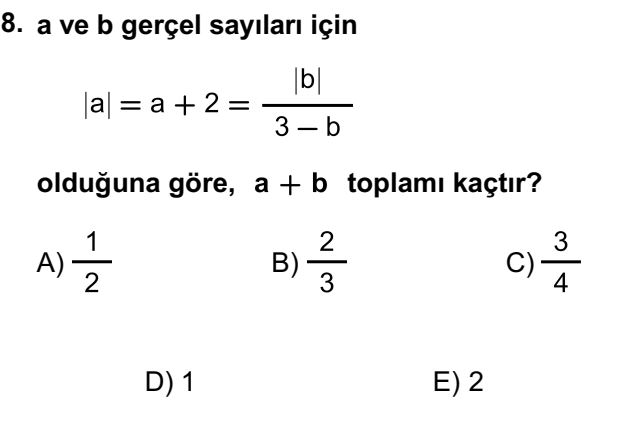 8. a ve b gerçel sayıları için
|a| = a + 2 = |b| / (3 – b)
olduğuna göre, a + b toplamı kaçtır?
A) 1/2 B) 2/3 C) 3/4
D) 1 E) 2